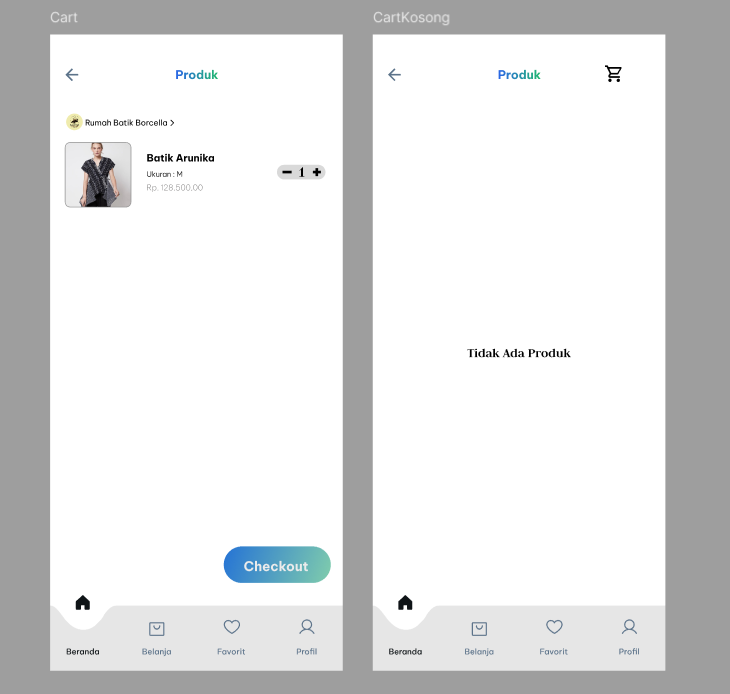 Cart
Produk
Rumah Batik Borcella >
Batik Arunika
Ukuran : M
Rp. 128.500.00
1
Checkout
Beranda
Belanja
Favorit
Profil
CartKosong
Produk
Tidak Ada Produk
Beranda
Belanja
Favorit
Profil